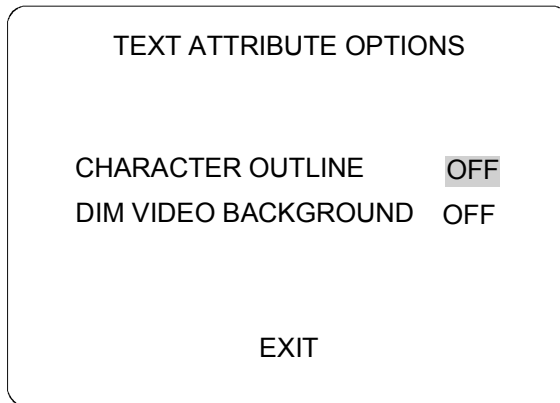 TEXT ATTRIBUTE OPTIONS
CHARACTER OUTLINE OFF
DIM VIDEO BACKGROUND OFF
EXIT